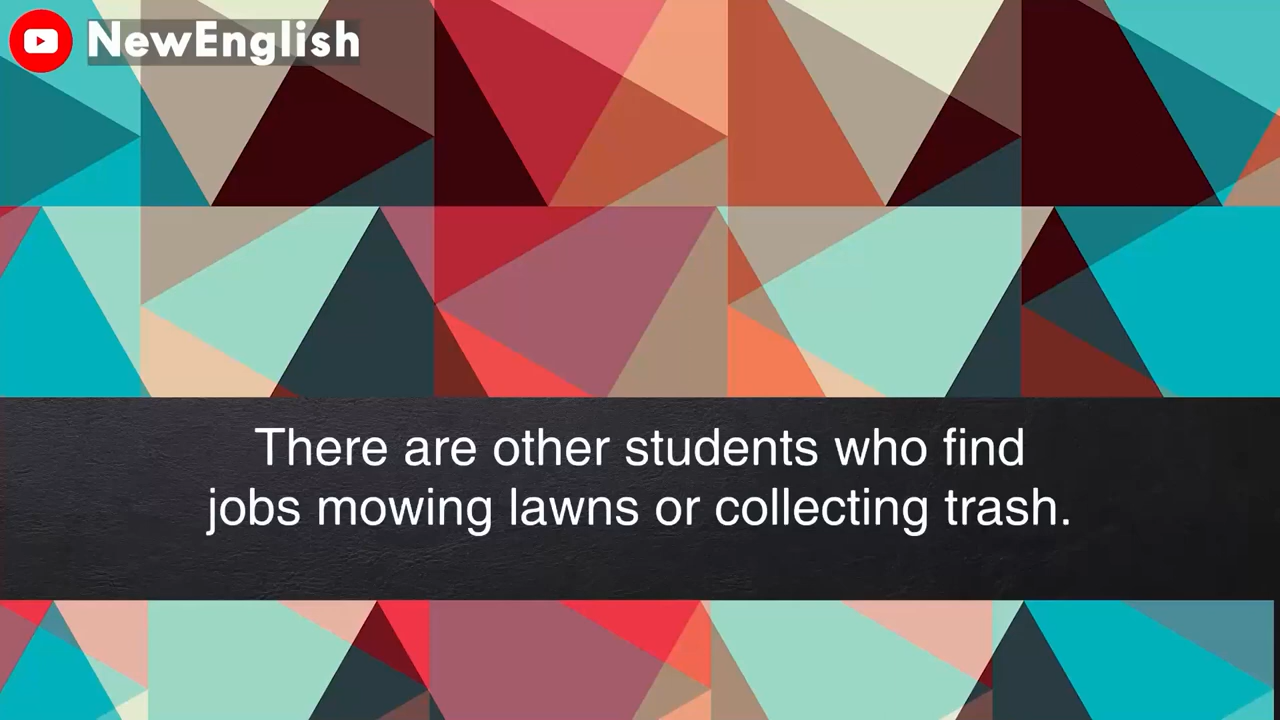 NewEnglish
There are other students who find
jobs mowing lawns or collecting trash.